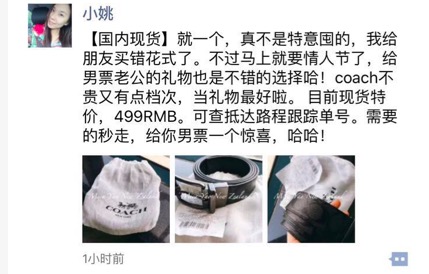 小姚
【国内现货】就一个，真不是特意囤的，我给
朋友买错花式了。不过马上就要情人节了，给
男票老公的礼物也是不错的选择哈！coach不
贵又有点档次，当礼物最好啦。 目前现货特
价，499RMB。可查抵达路程跟踪单号。需要
的秒走，给你男票一个惊喜，哈哈！
COACH
1小时前